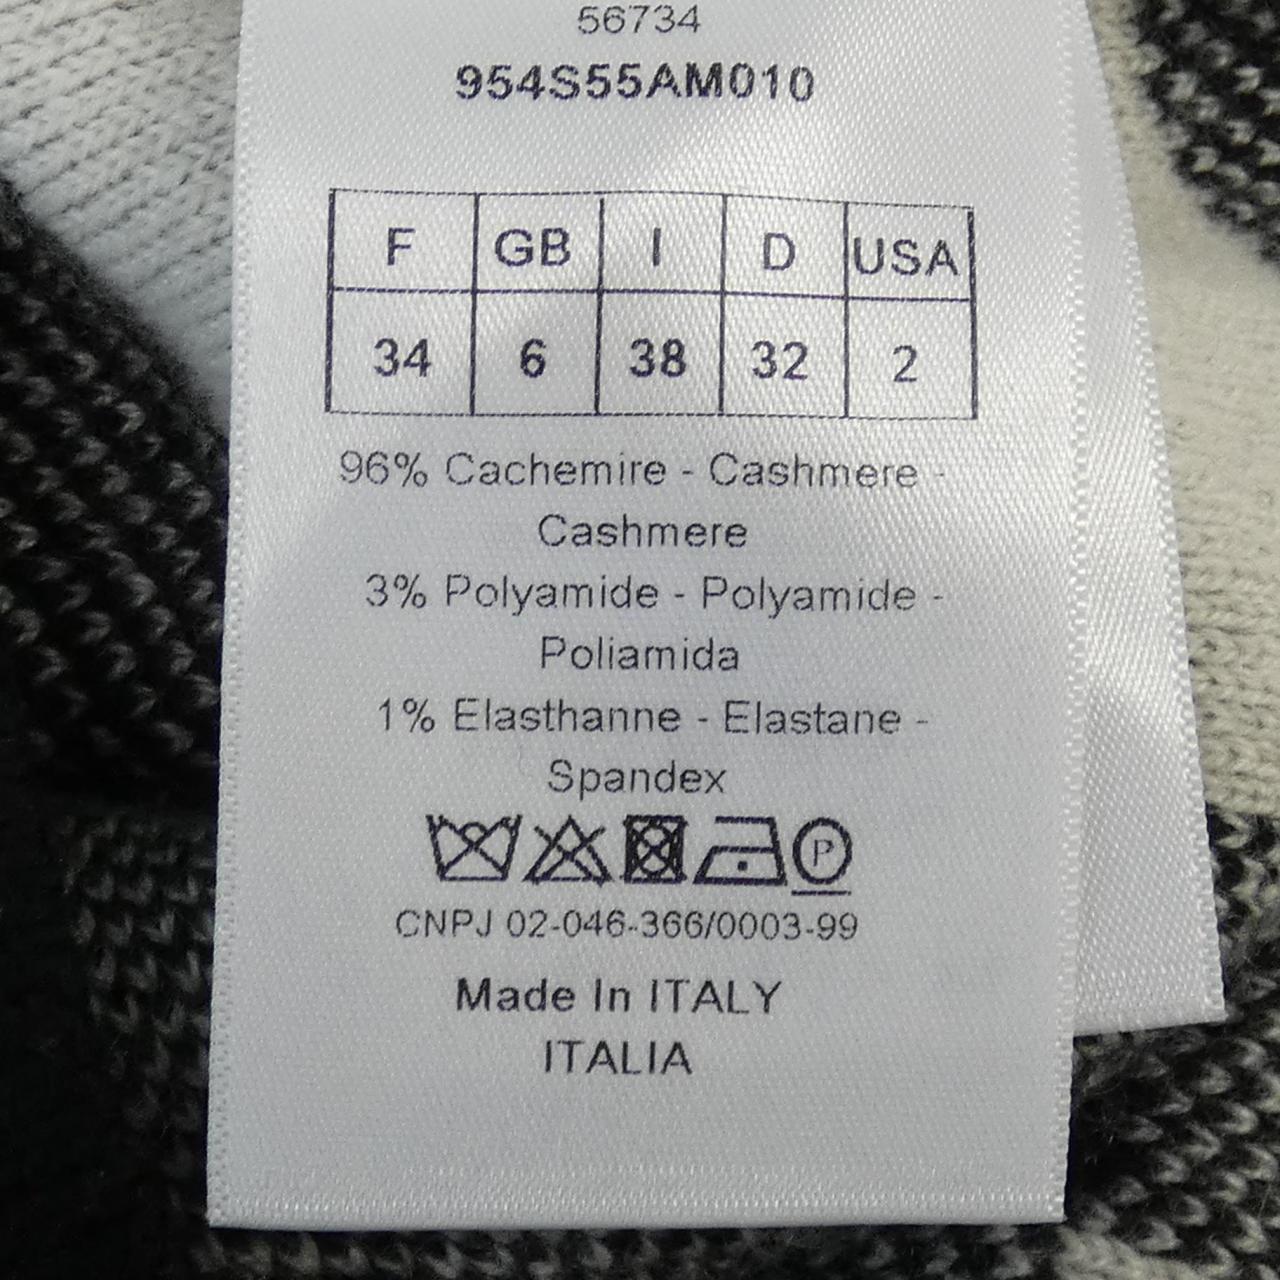 56734
954S55AM010
F GB I D USA
34 6 38 32 2
96% Cachemire - Cashmere -
Cashmere
3% Polyamide - Polyamide -
Poliamida
1% Elasthanne - Elastane -
Spandex
P
CNPJ 02-046-366/0003-99
Made In ITALY
ITALIA